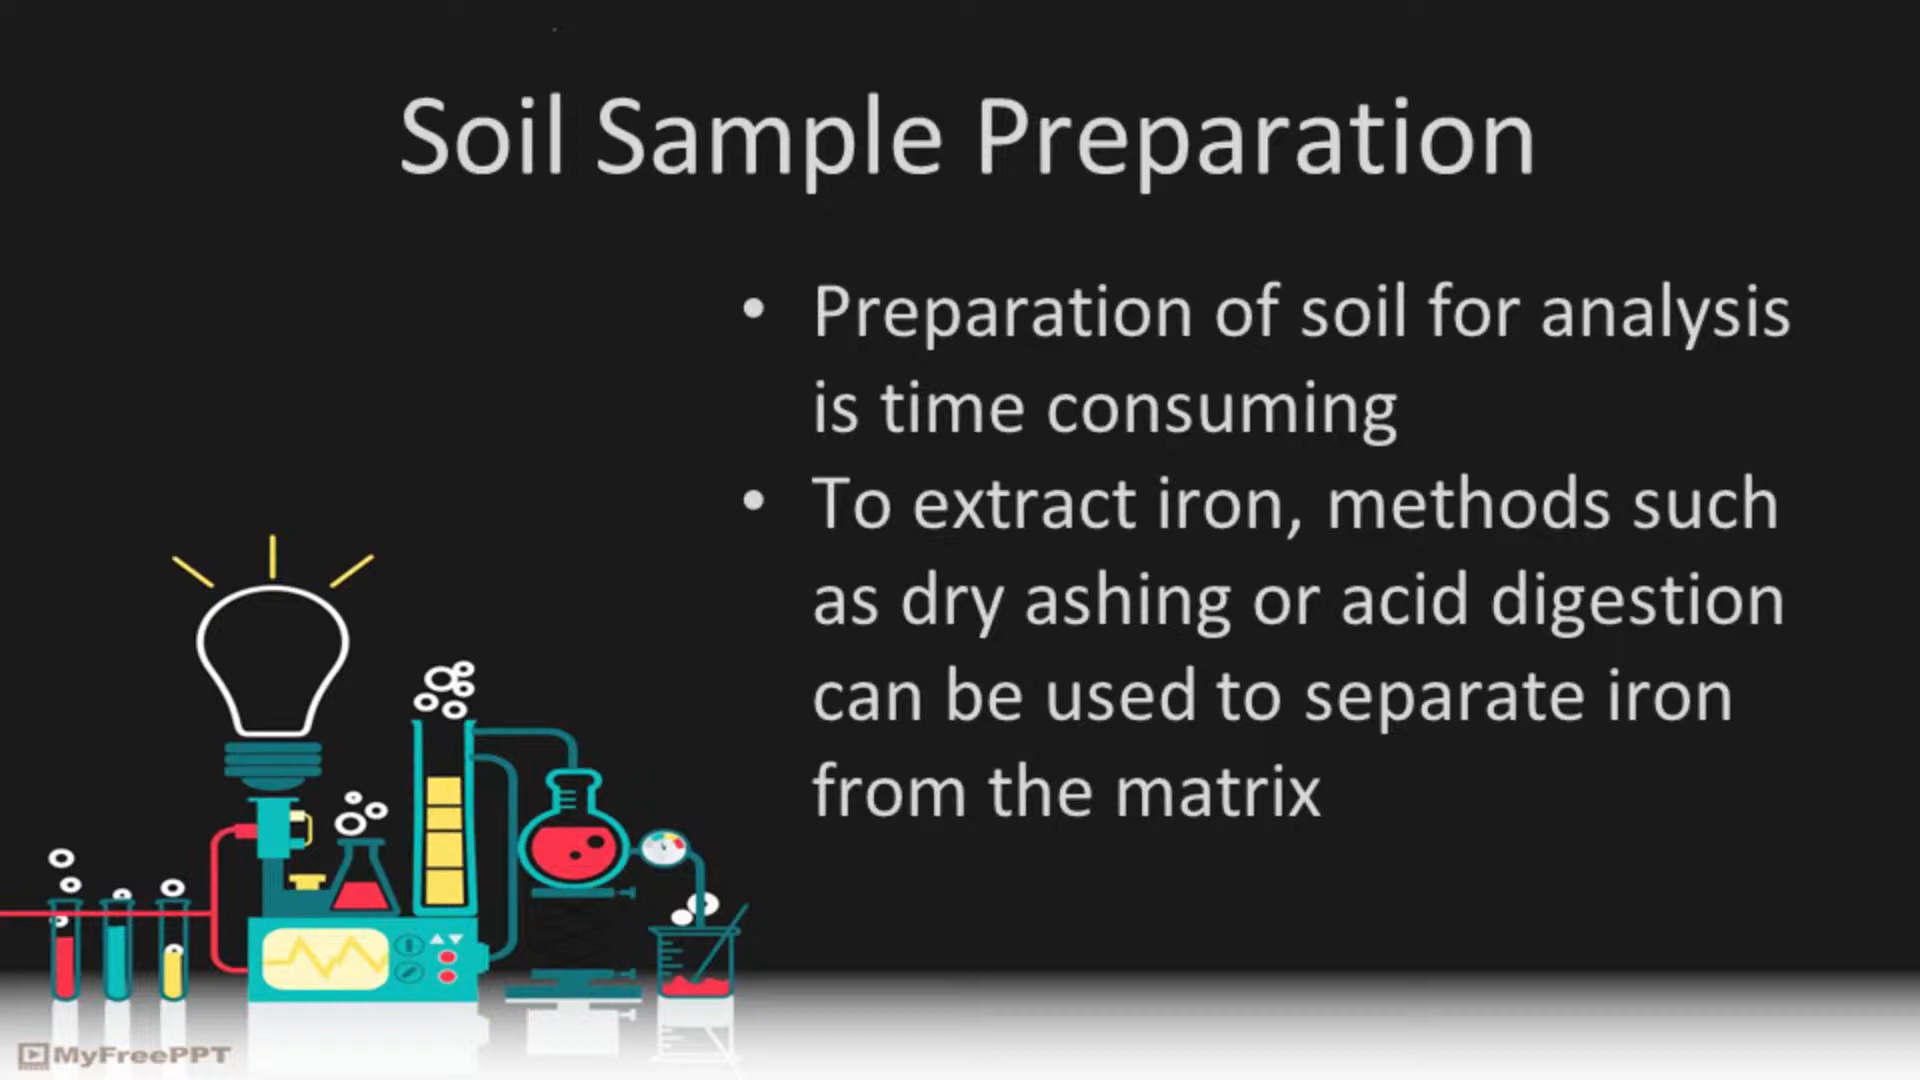 Soil Sample Preparation
• Preparation of soil for analysis
is time consuming
• To extract iron, methods such
as dry ashing or acid digestion
can be used to separate iron
from the matrix
MyFreePPT